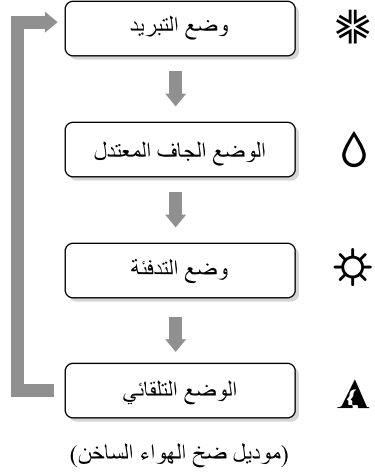 وضع التبريد
الوضع الجاف المعتدل
وضع التدفئة
الوضع التلقائي
(موديل ضخ الهواء الساخن)